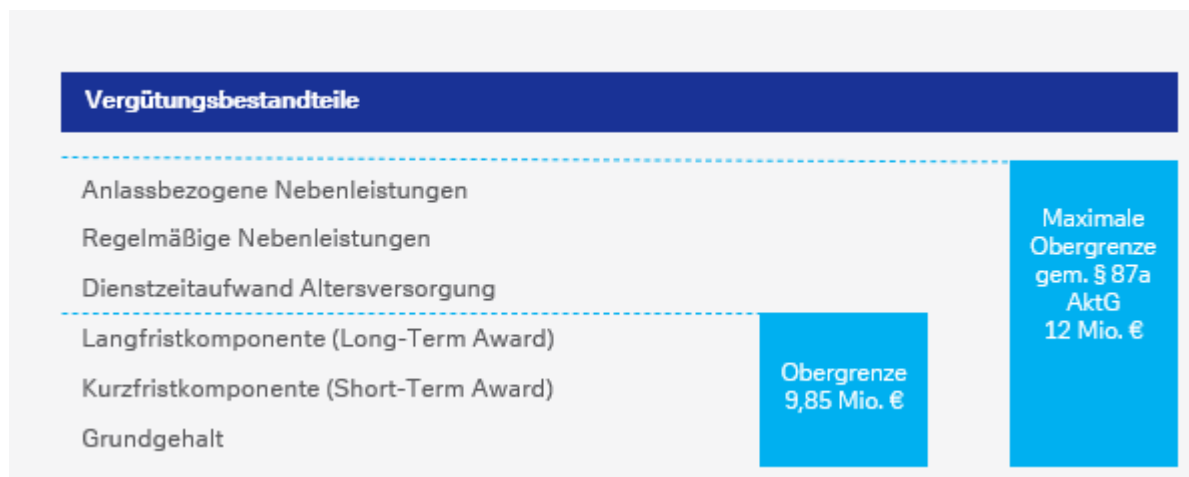 Vergütungsbestandteile
Anlassbezogene Nebenleistungen
Regelmäßige Nebenleistungen
Dienstzeitaufwand Altersversorgung
Langfristkomponente (Long-Term Award)
Kurzfristkomponente (Short-Term Award)
Grundgehalt
Obergrenze
9,85 Mio. €
Maximale
Obergrenze
gem. § 87a
AktG
12 Mio. €